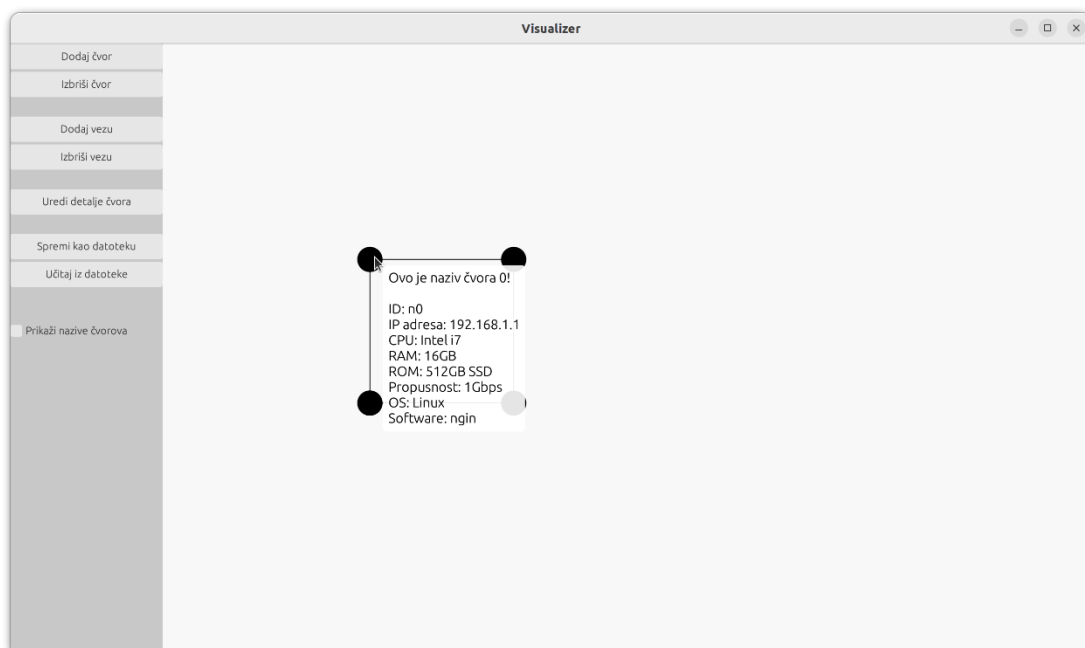 Visualizer
Dodaj čvor
Izbriši čvor
Dodaj vezu
Izbriši vezu
Uredi detalje čvora
Spremi kao datoteku
Učitaj iz datoteke
Prikaži nazive čvorova
Ovo je naziv čvora 0!
ID: n0
IP adresa: 192.168.1.1
CPU: Intel i7
RAM: 16GB
ROM: 512GB SSD
Propusnost: 1Gbps
OS: Linux
Software: ngin